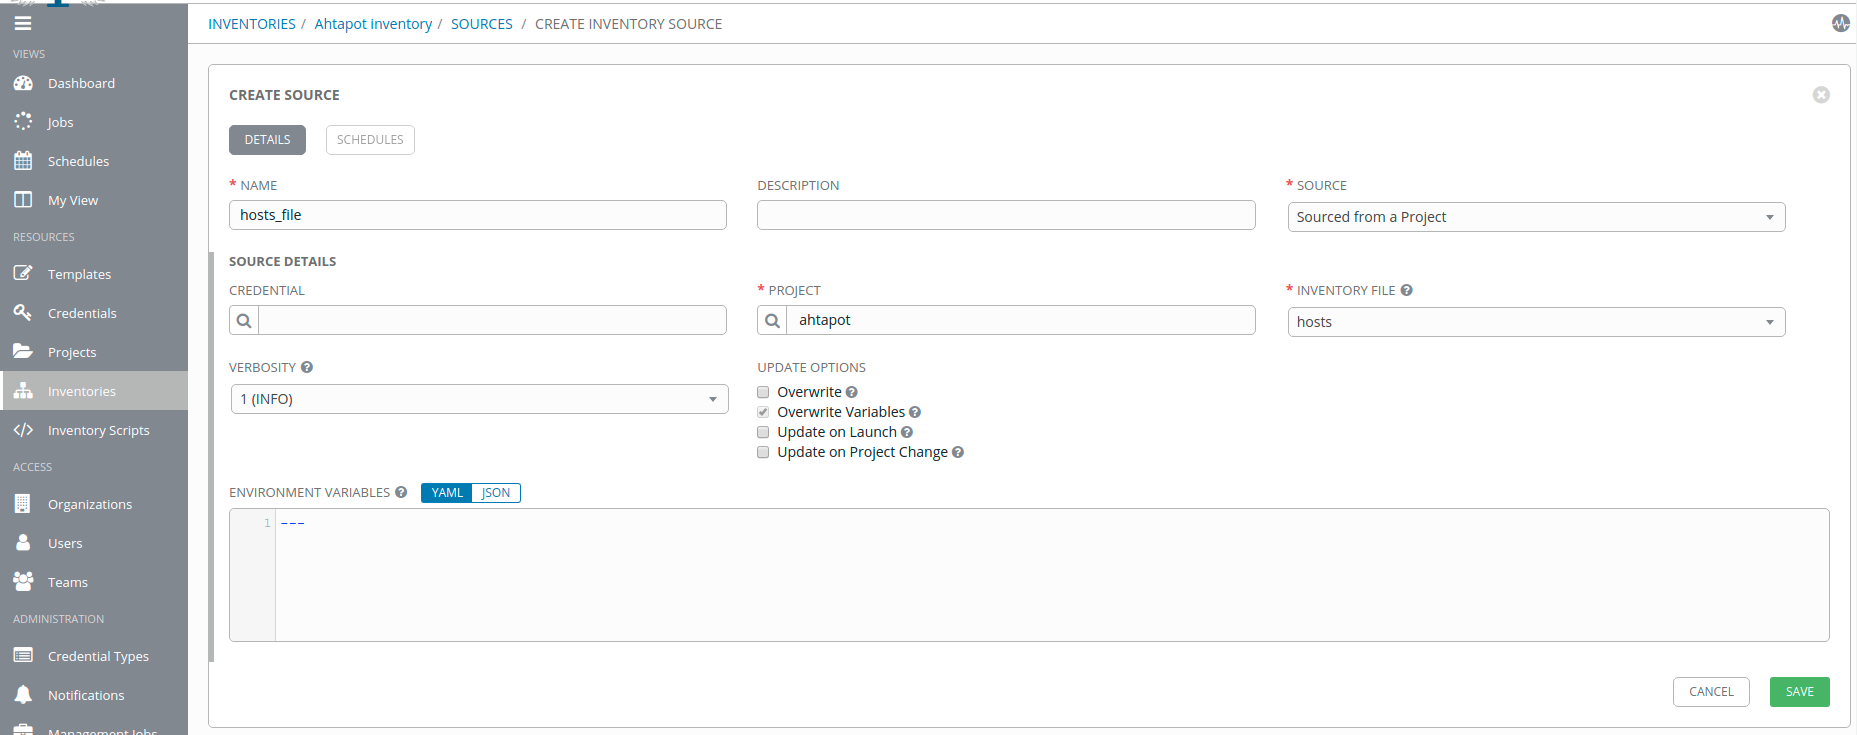 INVENTORIES / Ahtapot inventory / SOURCES / CREATE INVENTORY SOURCE
VIEWS
Dashboard
Jobs
Schedules
My View
RESOURCES
Templates
Credentials
Projects
Inventories
Inventory Scripts
ACCESS
Organizations
Users
Teams
ADMINISTRATION
Credential Types
Notifications
Management Jobs
CREATE SOURCE
DETAILS SCHEDULES
* NAME DESCRIPTION * SOURCE
hosts_file Sourced from a Project
SOURCE DETAILS
CREDENTIAL * PROJECT * INVENTORY FILE
ahtapot hosts
VERBOSITY UPDATE OPTIONS
1 (INFO)
Overwrite
Overwrite Variables
Update on Launch
Update on Project Change
ENVIRONMENT VARIABLES YAML JSON
1 ---
CANCEL SAVE